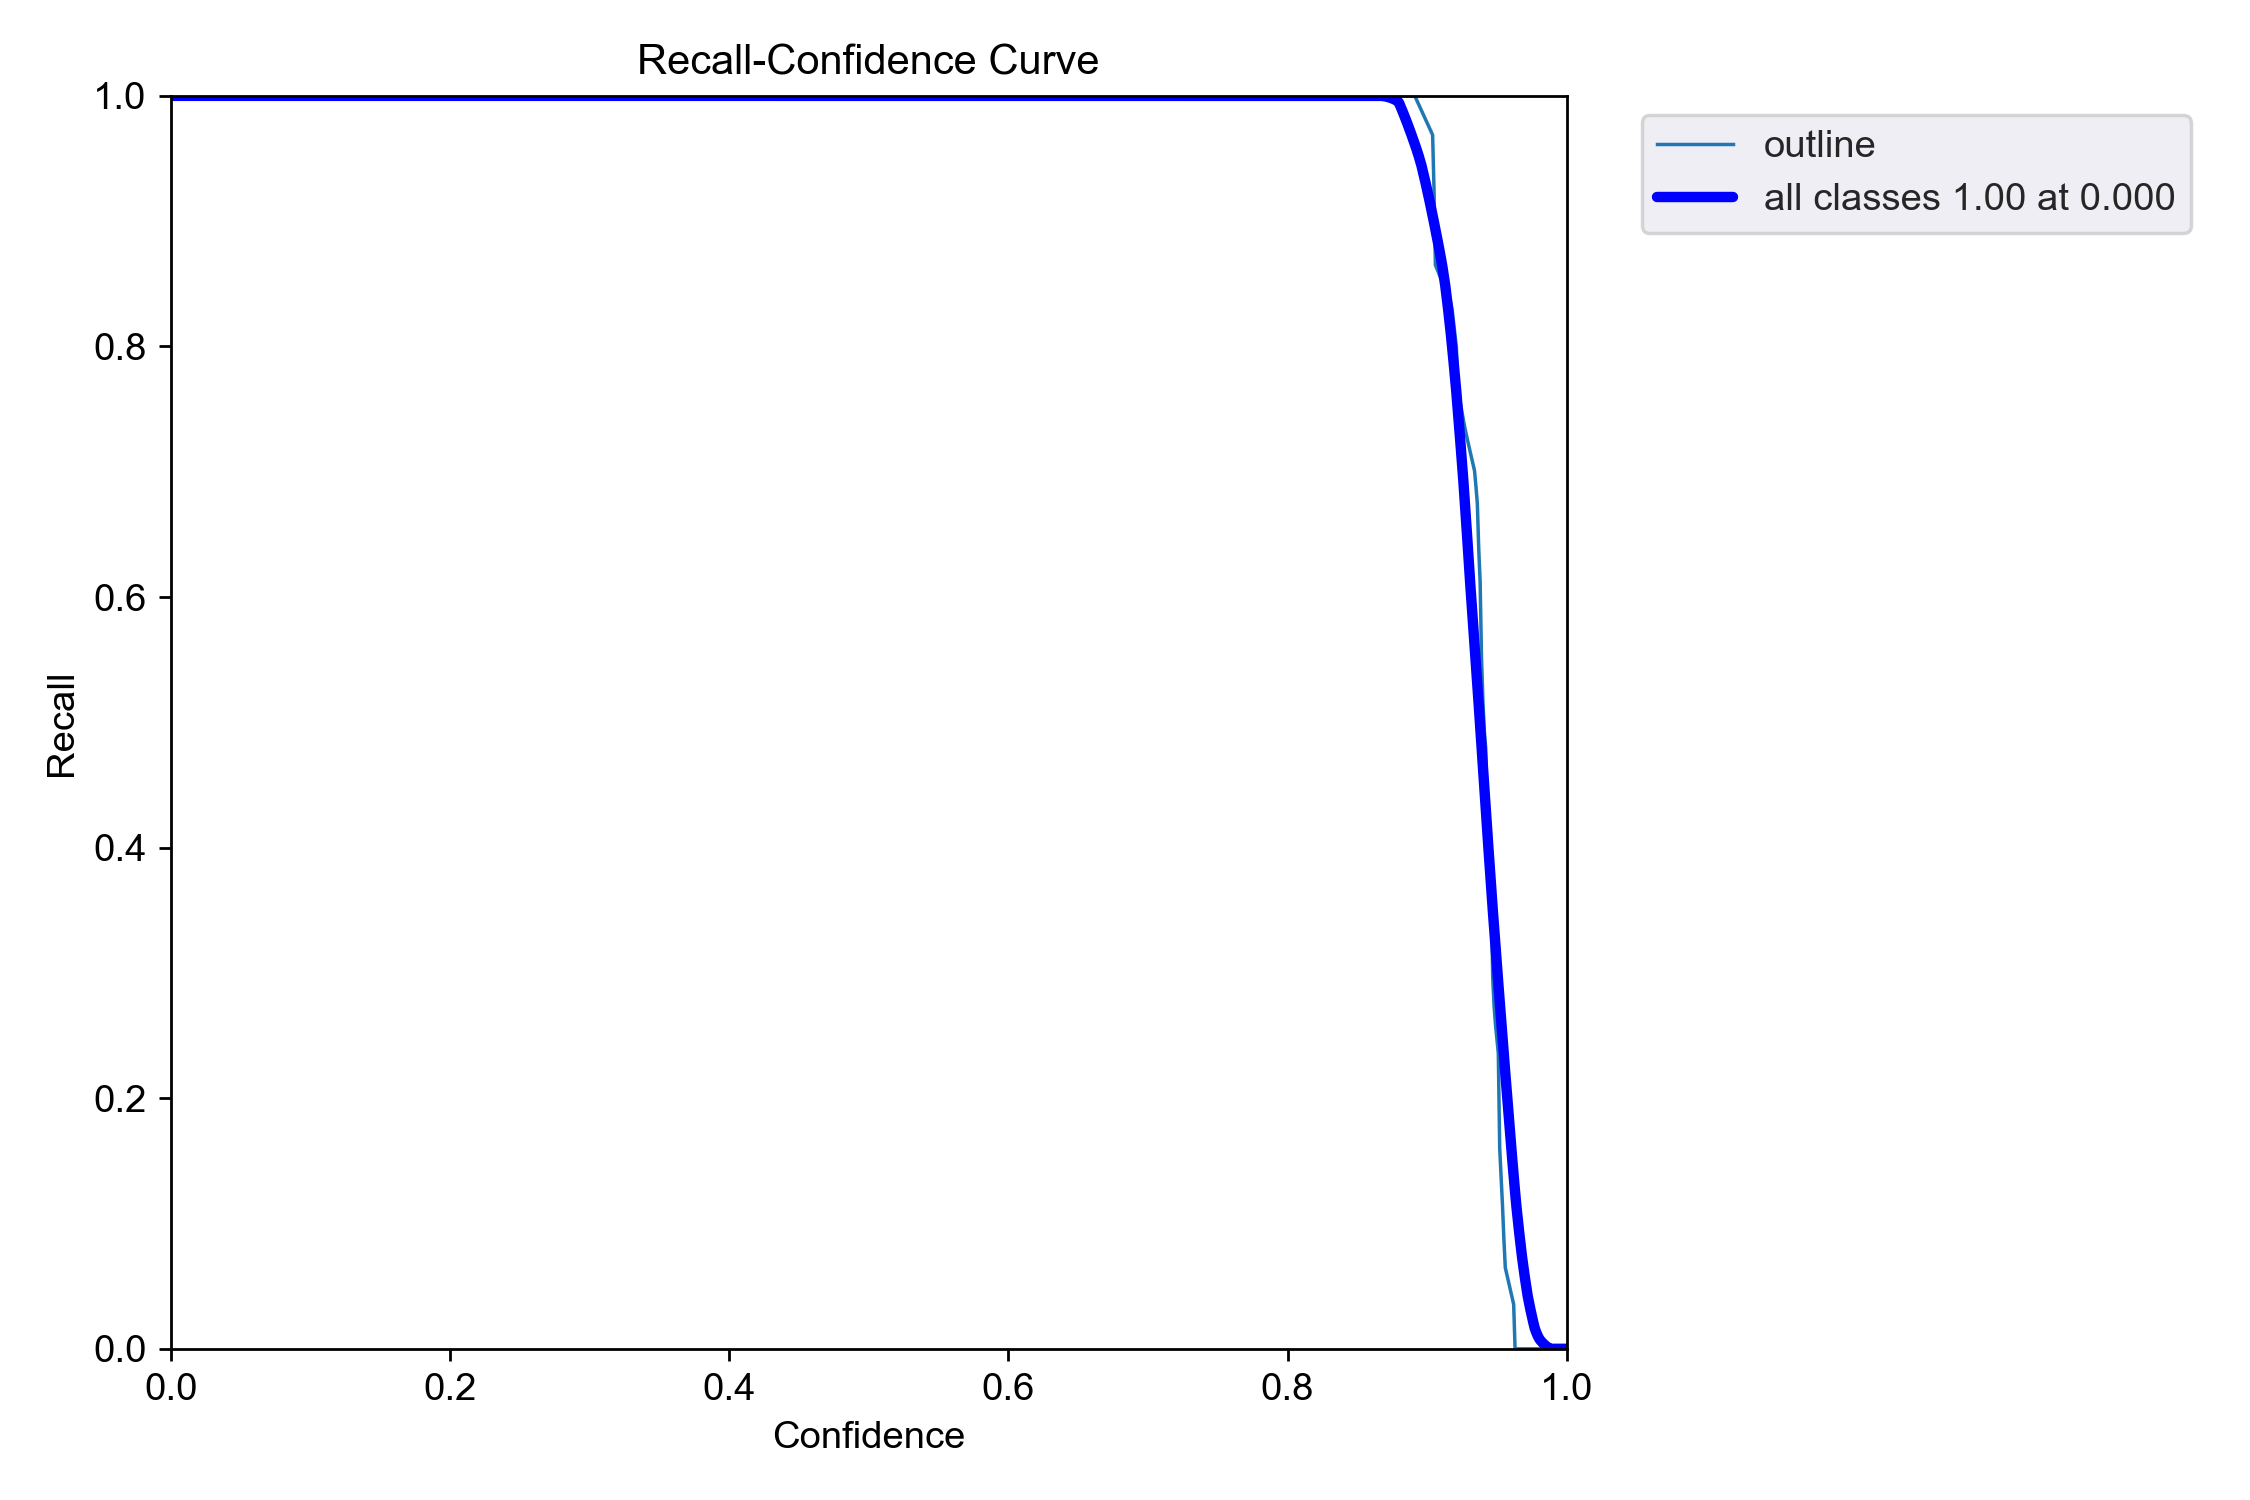 Recall-Confidence Curve
1.0
0.8
0.6
0.4
0.2
0.0
Recall
0.0 0.2 0.4 0.6 0.8 1.0
Confidence
outline
all classes 1.00 at 0.000